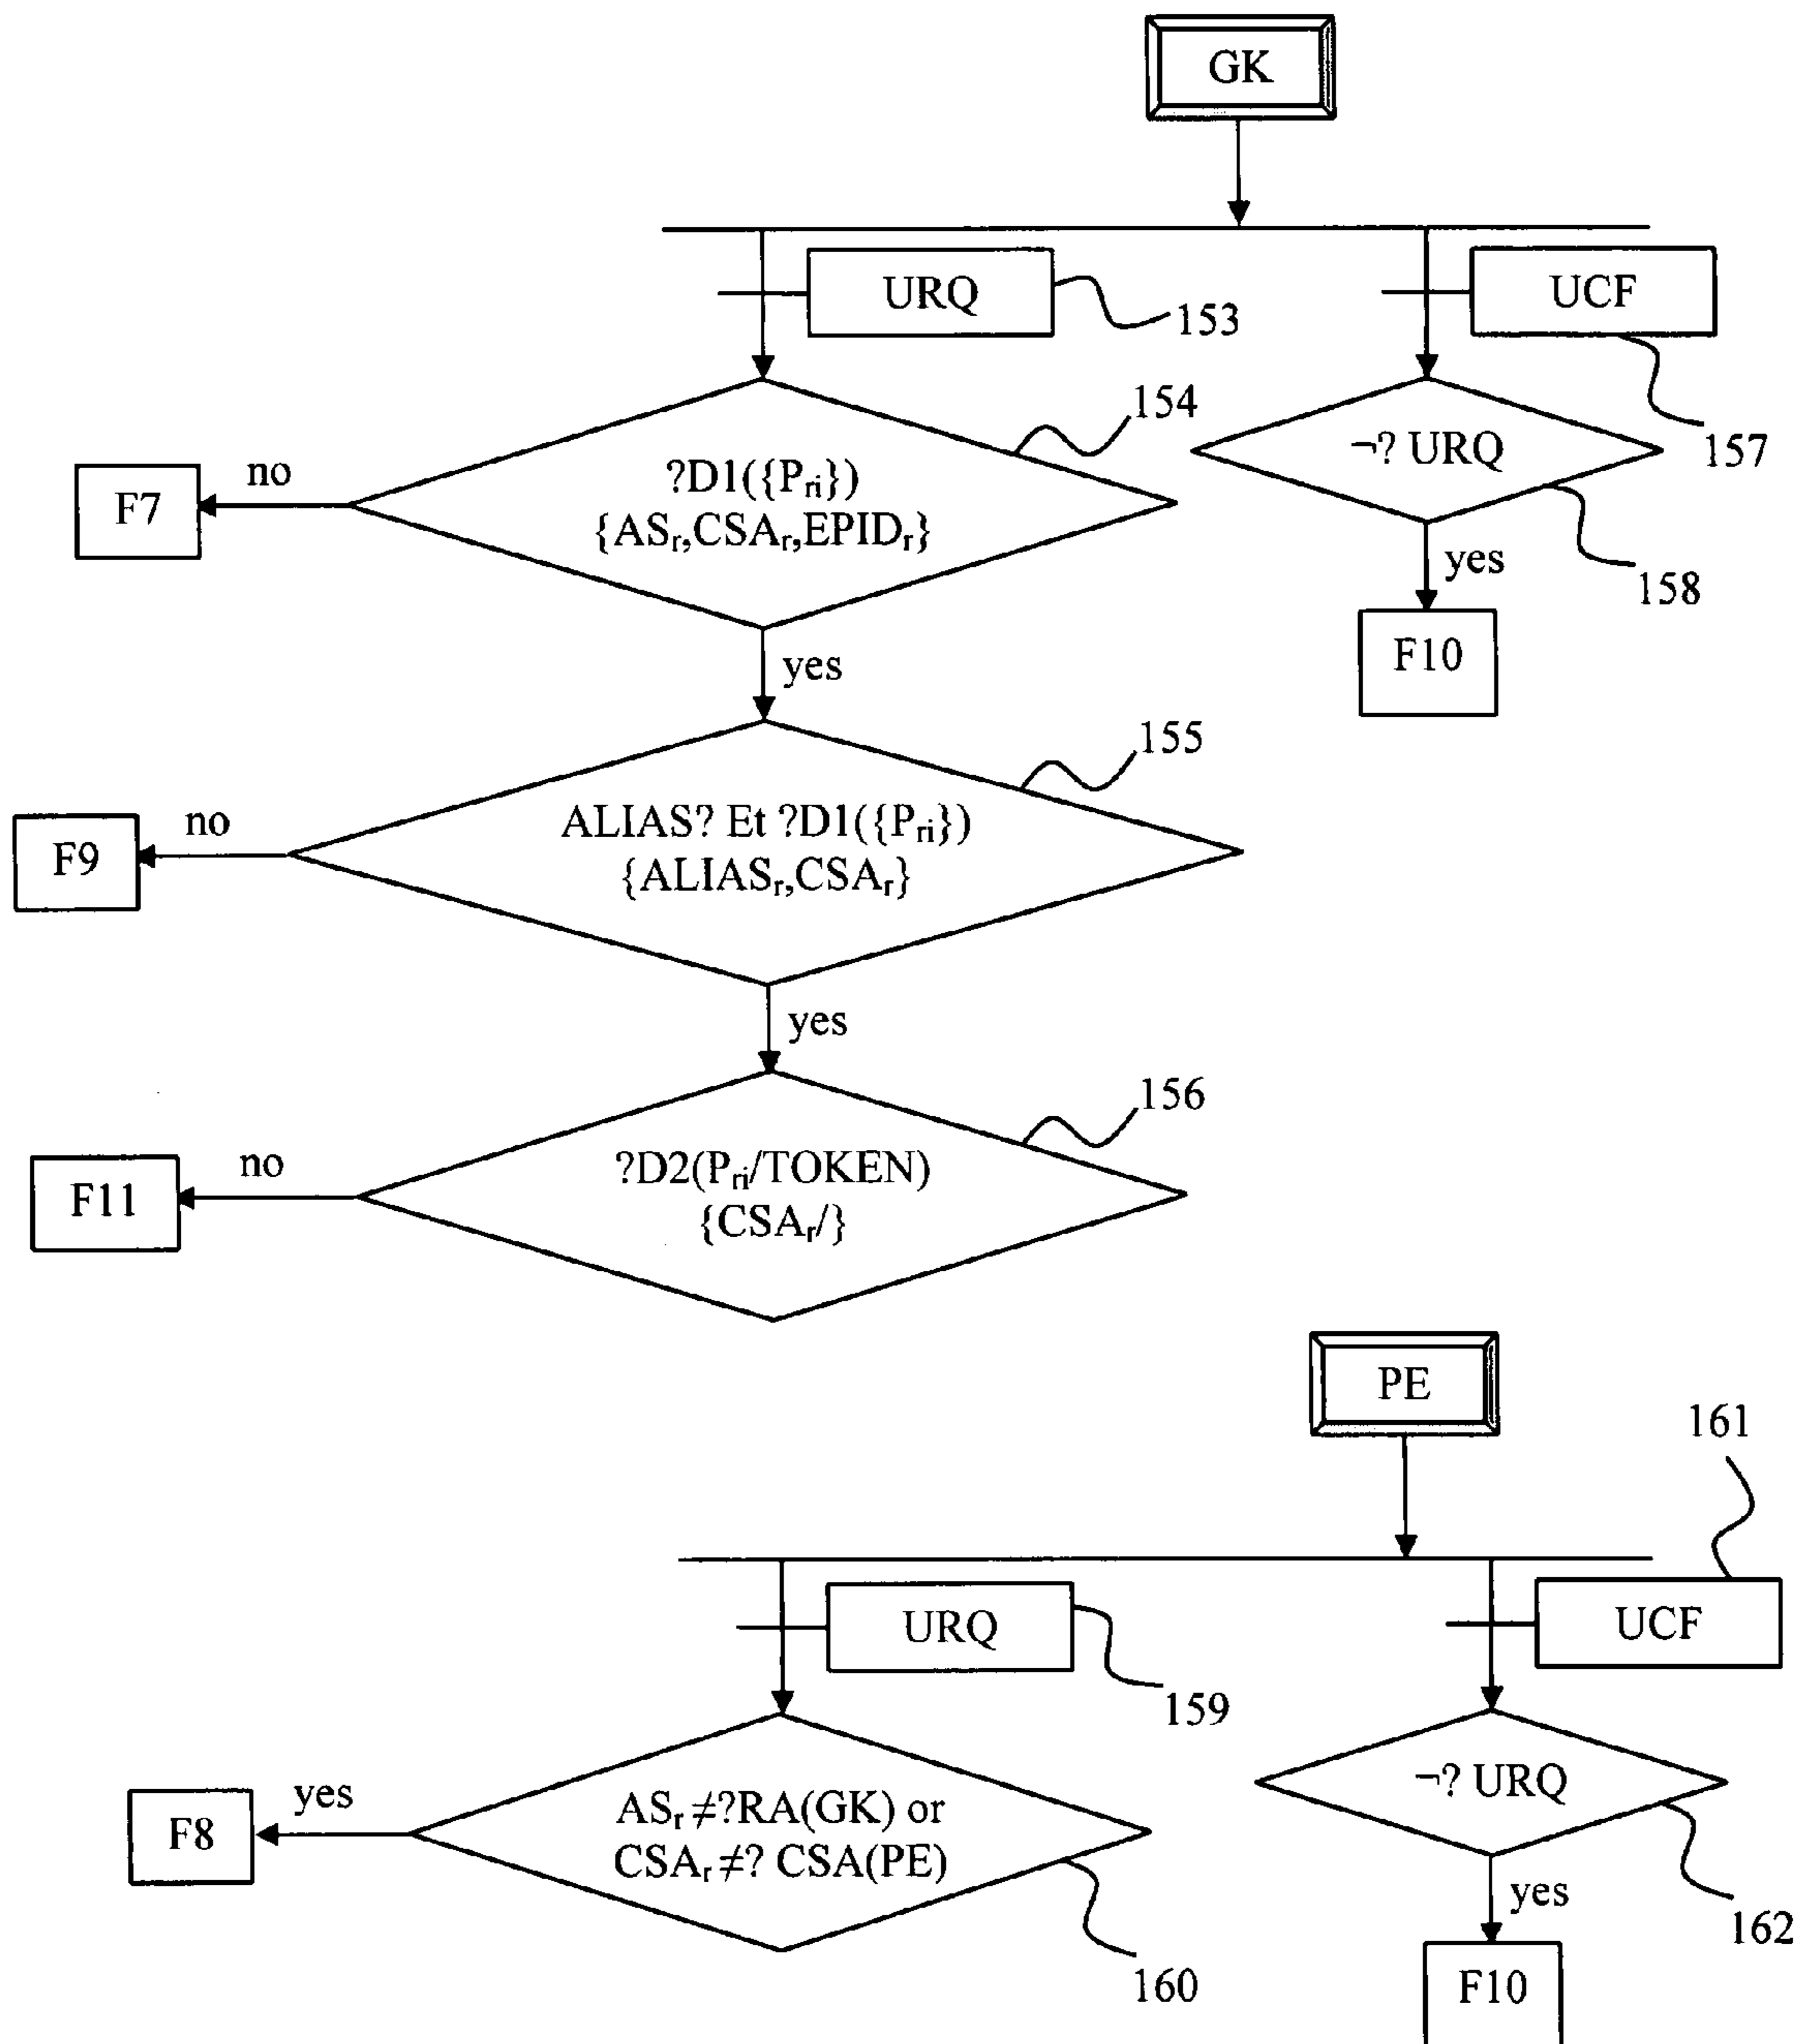 GK
URQ
153
UCF
157
154
?D1({Pri})
{ASr,CSAr,EPIDr}
no
F7
¬? URQ
158
yes
F10
yes
155
ALIAS? Et ?D1({Pri})
{ALIASr,CSAr}
no
F9
yes
156
?D2(Pri/TOKEN)
{CSAr/}
no
F11
PE
161
URQ
159
UCF
ASr ≠?RA(GK) or
CSAr ≠? CSA(PE)
yes
F8
160
¬? URQ
162
yes
F10